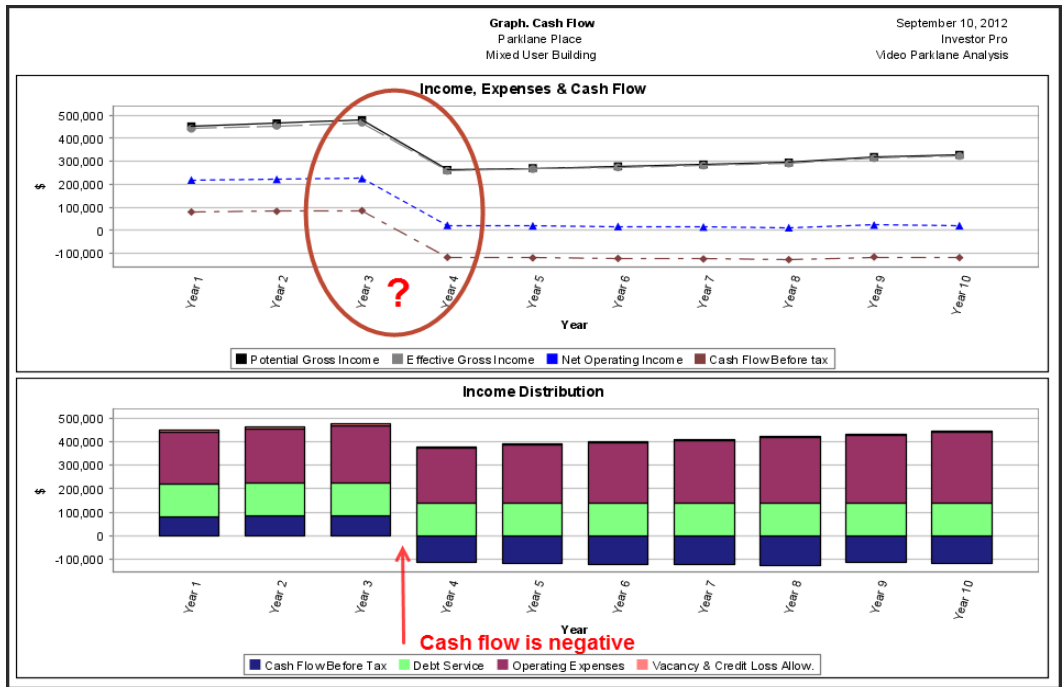 Graph. Cash Flow
Parklane Place
Mixed User Building
September 10, 2012
Investor Pro
Video Parklane Analysis
Income, Expenses & Cash Flow
500,000
400,000
300,000
200,000
100,000
0
-100,000
$
?
Year 1
Year 2
Year 3
Year 4
Year 5
Year 6
Year 7
Year 8
Year 9
Year 10
Year
Potential Gross Income Effective Gross Income Net Operating Income Cash Flow Before tax
Income Distribution
500,000
400,000
300,000
200,000
100,000
0
-100,000
$
Year 1
Year 2
Year 3
Year 4
Year 5
Year 6
Year 7
Year 8
Year 9
Year 10
Year
Cash flow is negative
Cash Flow Before Tax Debt Service Operating Expenses Vacancy & Credit Loss Allow.